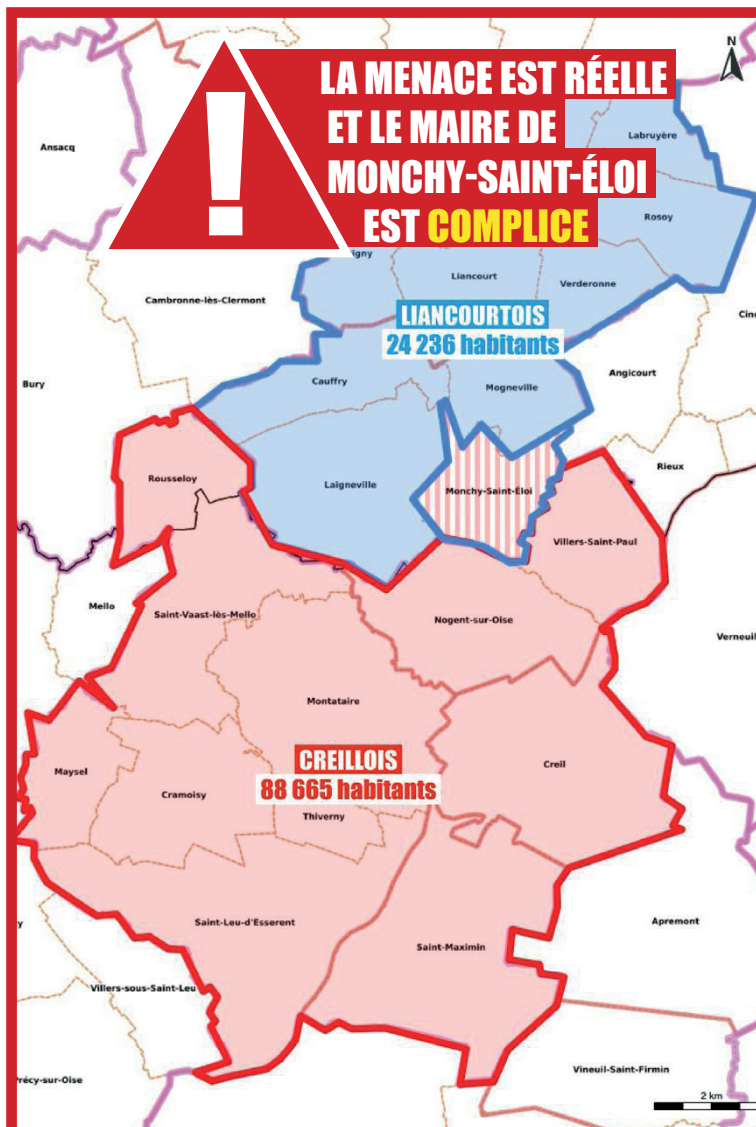 N
!
LA MENACE EST RÉELLE
ET LE MAIRE DE
MONCHY-SAINT-ÉLOI
EST COMPLICE
Labruyère
Ansacq
Rosoy
igny
Liancourt
Verderonne
Cambronne-lès-Clermont
LIANCOURTOIS
24 236 habitants
Cinq
Angicourt
Bury
Cauffry
Mogneville
Rieux
Rousseloy
Laigneville
Monchy-Saint-Éloi
Villers-Saint-Paul
Mello
Saint-Vaast-lès-Mello
Nogent-sur-Oise
Verneuil
Montataire
CREILLOIS
88 665 habitants
Creil
Maysel
Cramoisy
Thiverny
Saint-Leu-d'Esserent
Apremont
y
Saint-Maximin
Villers-sous-Saint-Leu
Précy-sur-Oise
Vineuil-Saint-Firmin
2 km